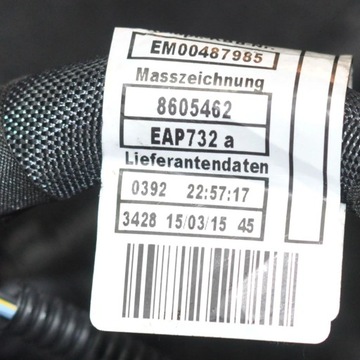 EM00487985
Masszeichnung
8605462
EAP732 a
Lieferantendaten
0392 22:57:17
3428 15/03/15 45